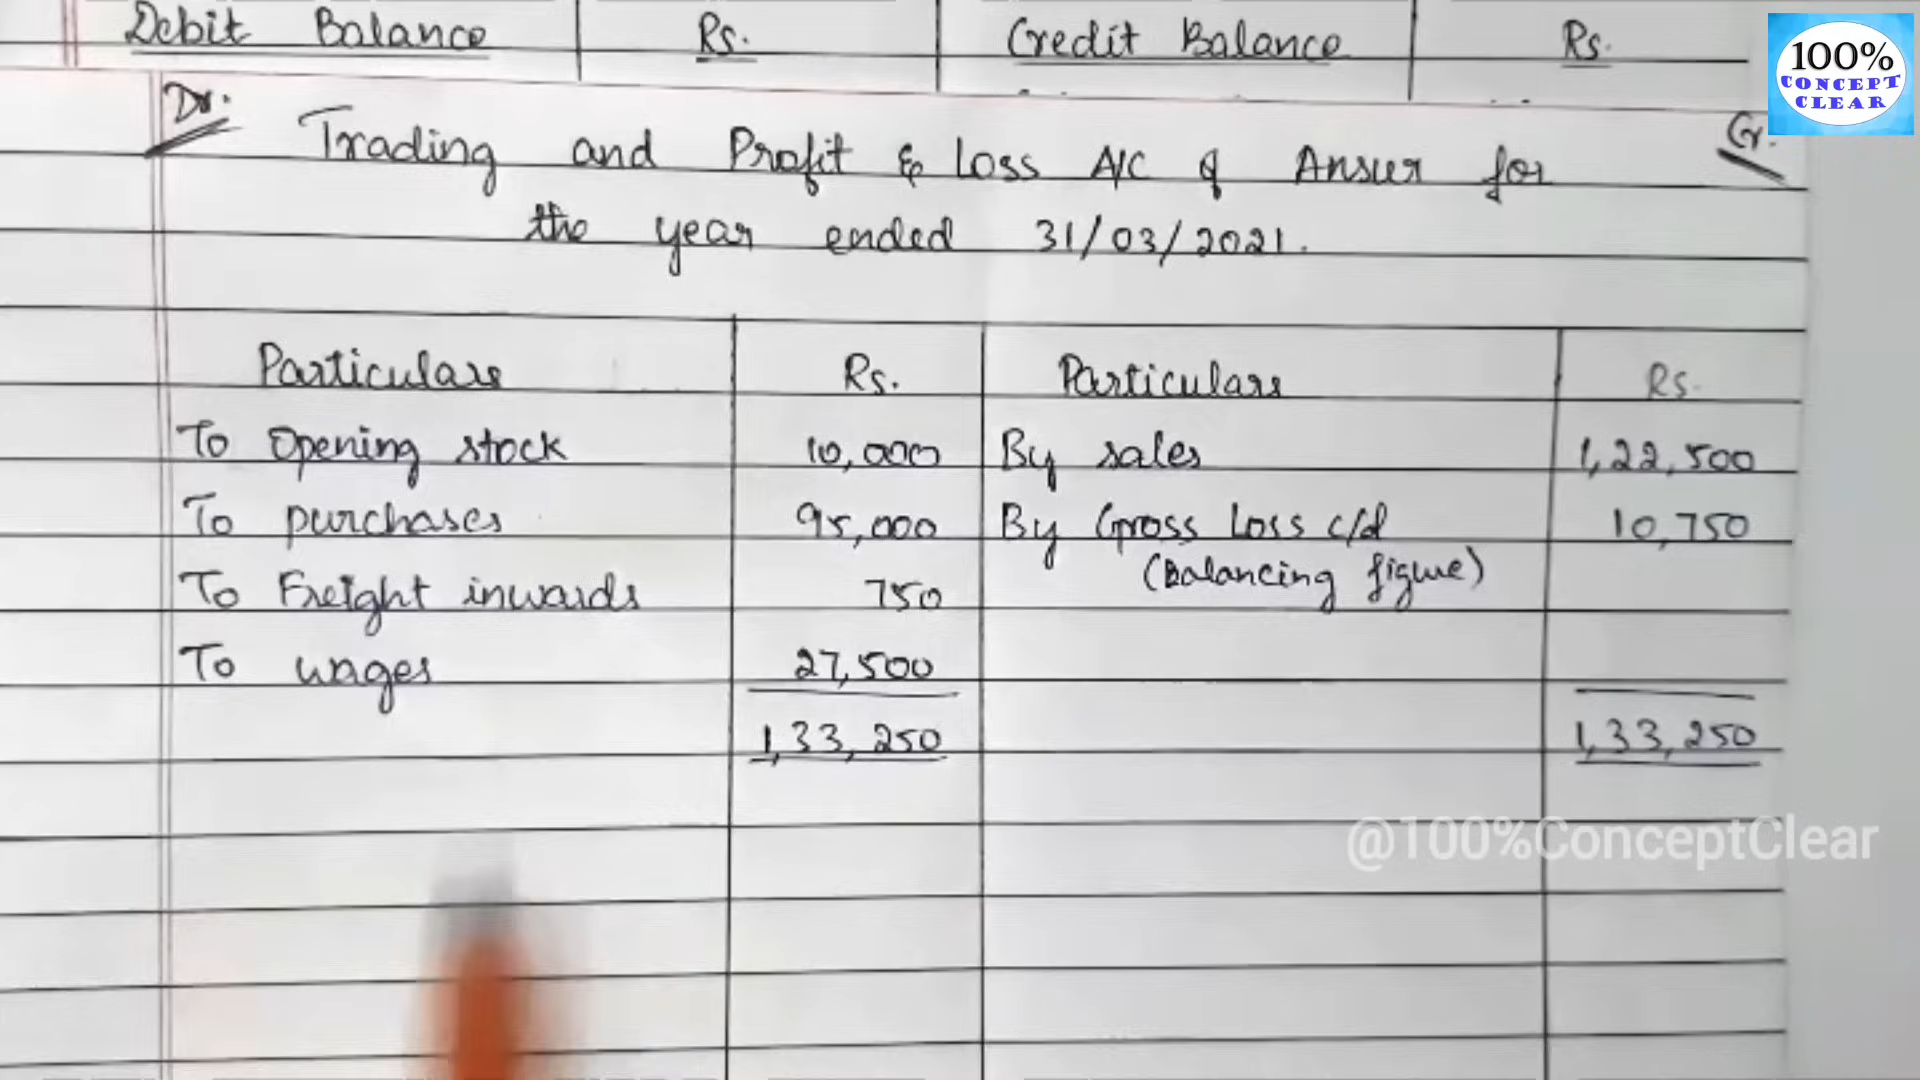 Debit Balance Rs. Credit Balance Rs.
100%
CONCEPT
CLEAR
Dr. Cr.
Trading and Profit & Loss A/C of Ansur for
the year ended 31/03/2021.
Particulars Rs. Particulars Rs.
To Opening stock 10,000 By sales 1,22,500
To purchases 95,000 By Gross Loss c/d 10,750
(Balancing figure)
To Freight inwards 750
To wages 27,500
1,33,250 1,33,250
@100%ConceptClear